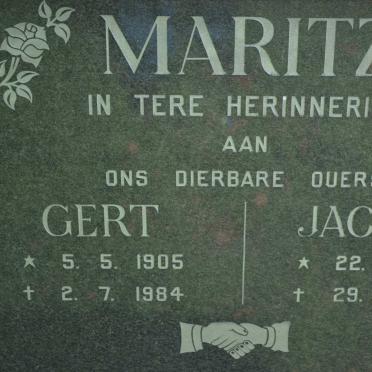 MARITZ
IN TERE HERINNERI
AAN
ONS DIERBARE OUERS
GERT JAC
★ 5. 5. 1905 ★ 22.
✝ 2. 7. 1984 ✝ 29.